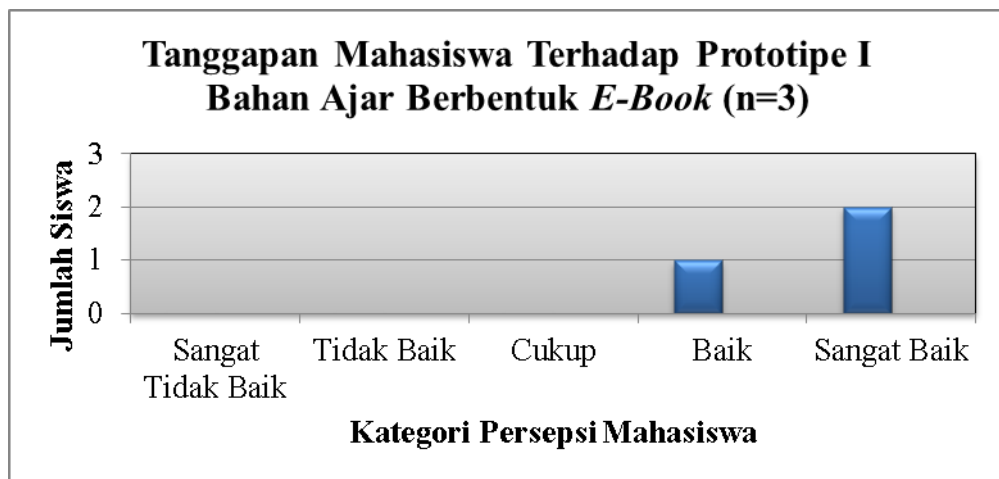 Tanggapan Mahasiswa Terhadap Prototipe I
Bahan Ajar Berbentuk E-Book (n=3)
Jumlah Siswa
3
2
1
0
Sangat Tidak Baik
Tidak Baik
Cukup
Baik
Sangat Baik
Kategori Persepsi Mahasiswa